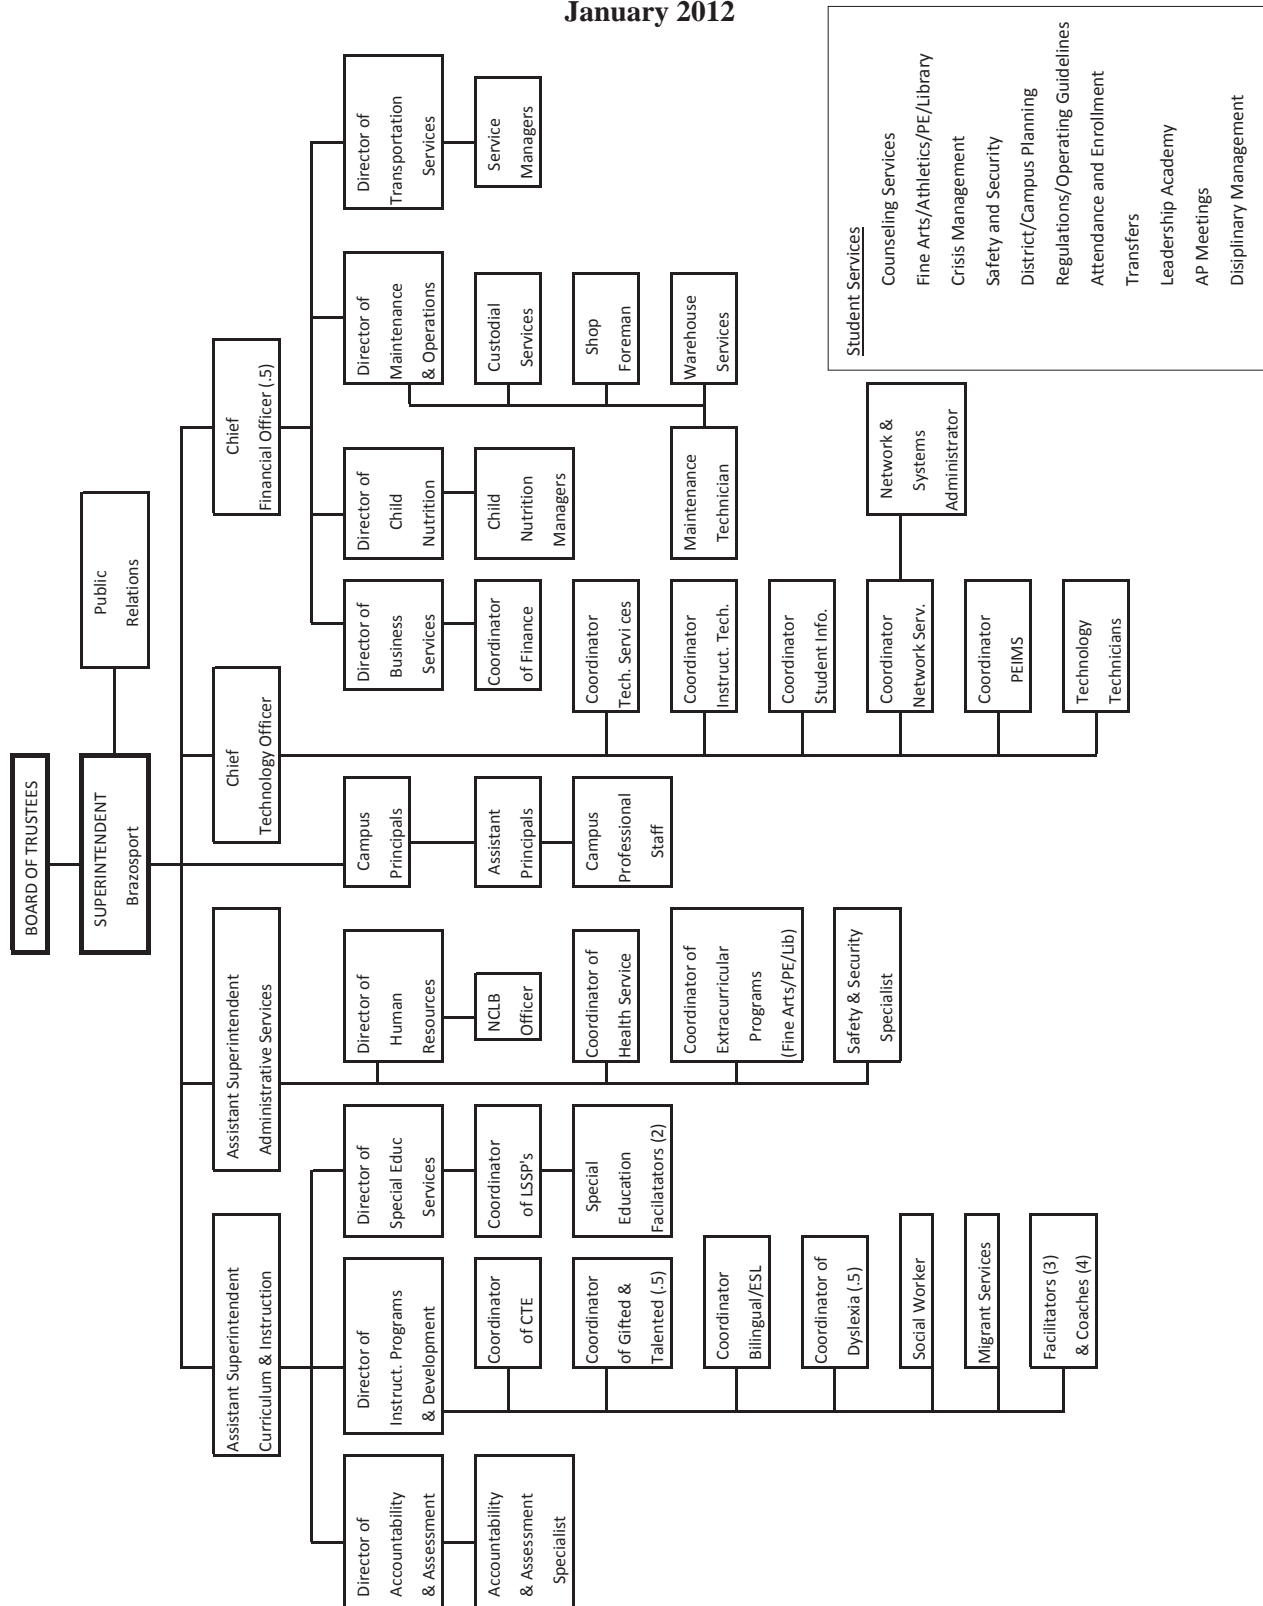 January 2012
BOARD OF TRUSTEES
SUPERINTENDENT
Brazosport
Public
Relations
Assistant Superintendent
Curriculum & Instruction
Assistant Superintendent
Administrative Services
Chief
Technology Officer
Chief
Financial Officer (.5)
Director of
Accountability
& Assessment
Accountability
& Assessment
Specialist
Director of
Instruct. Programs
& Development
Coordinator
of CTE
Coordinator
of Gifted &
Talented (.5)
Coordinator
Bilingual/ESL
Coordinator of
Dyslexia (.5)
Social Worker
Migrant Services
Facilitators (3)
& Coaches (4)
Director of
Special Educ
Services
Coordinator
of LSSP's
Special
Education
Facilatators (2)
Director of
Human
Resources
NCLB
Officer
Coordinator of
Health Service
Coordinator of
Extracurricular
Programs
(Fine Arts/PE/Lib)
Safety & Security
Specialist
Campus
Principals
Assistant
Principals
Campus
Professional
Staff
Coordinator
Tech. Services
Coordinator
Instruct. Tech.
Coordinator
Student Info.
Coordinator
Network Serv.
Coordinator
PEIMS
Technology
Technicians
Network &
Systems
Administrator
Director of
Business
Services
Coordinator
of Finance
Director of
Child
Nutrition
Child
Nutrition
Managers
Director of
Maintenance
& Operations
Custodial
Services
Shop
Foreman
Warehouse
Services
Maintenance
Technician
Director of
Transportation
Services
Service
Managers
Student Services
Counseling Services
Fine Arts/Athletics/PE/Library
Crisis Management
Safety and Security
District/Campus Planning
Regulations/Operating Guidelines
Attendance and Enrollment
Transfers
Leadership Academy
AP Meetings
Disiplinary Management